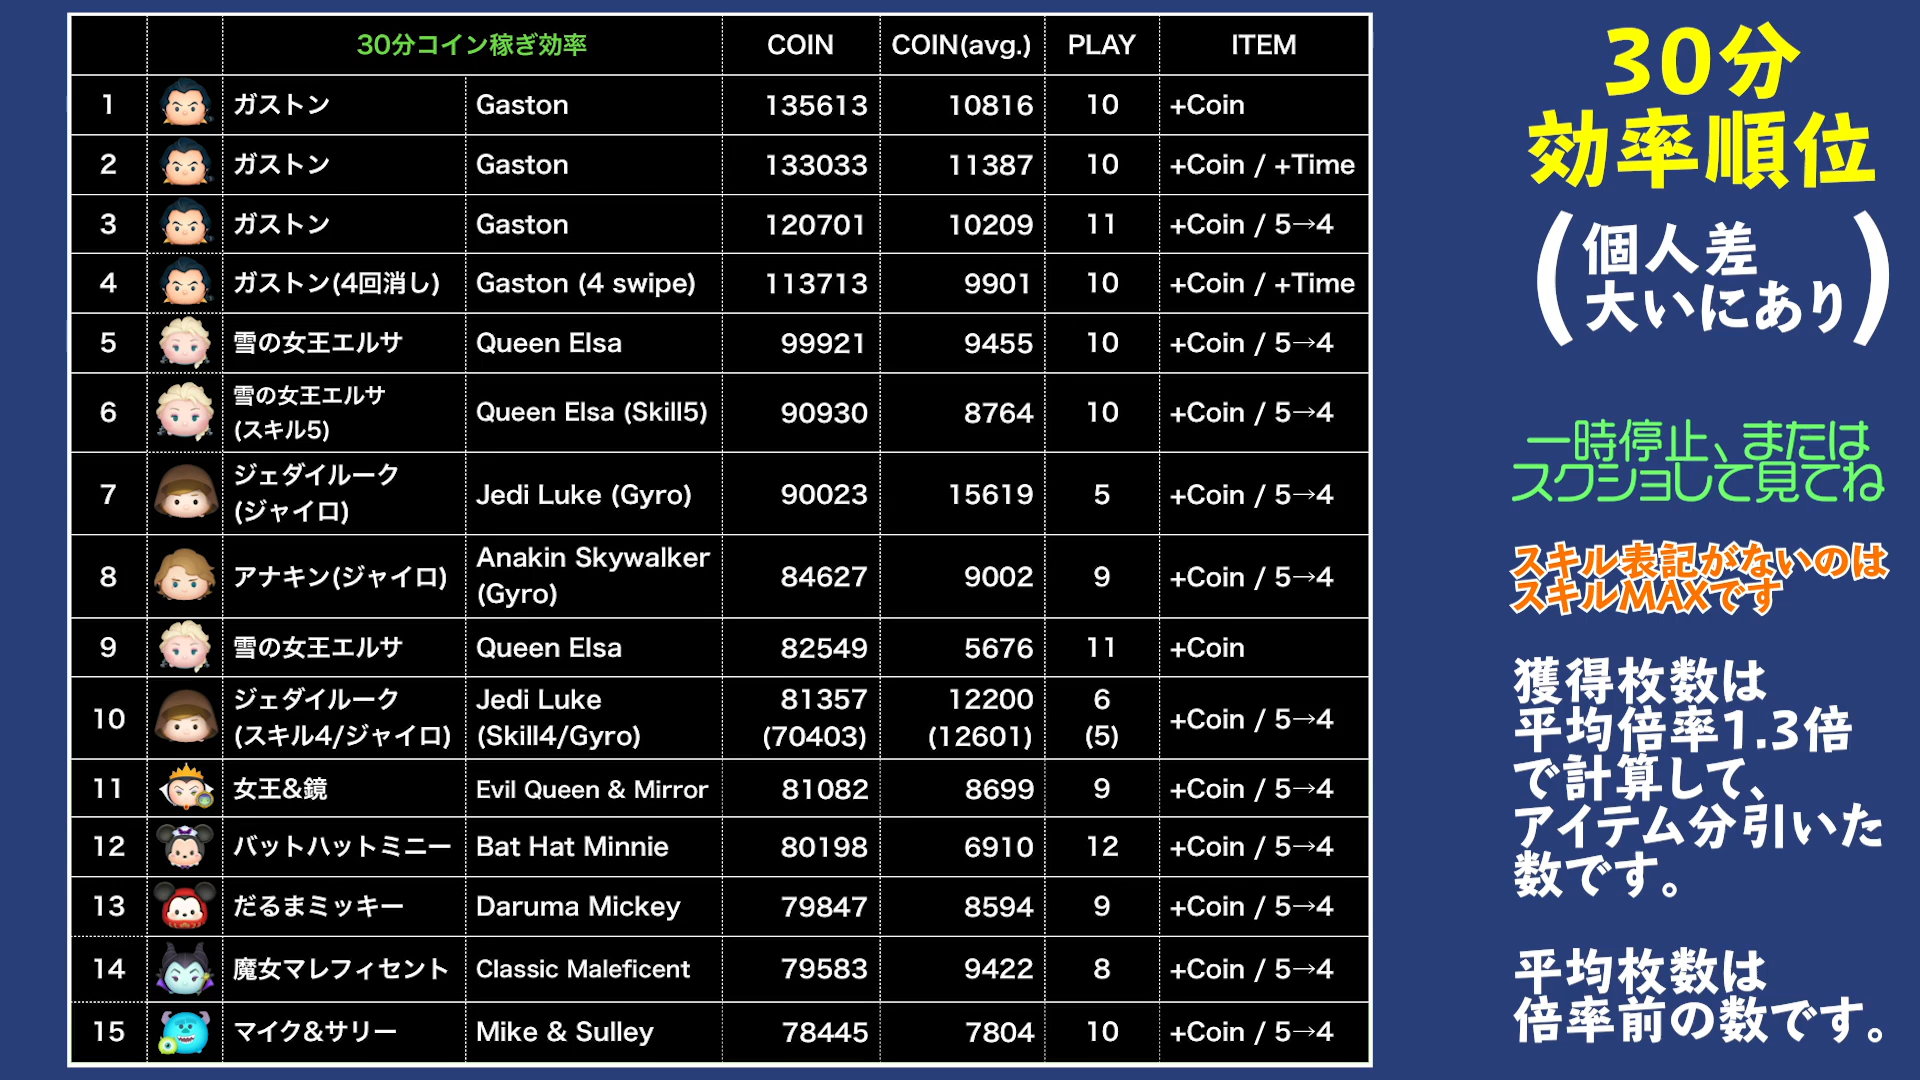 30分コイン稼ぎ効率 COIN COIN(avg.) PLAY ITEM
1 ガストン Gaston 135613 10816 10 +Coin
2 ガストン Gaston 133033 11387 10 +Coin / +Time
3 ガストン Gaston 120701 10209 11 +Coin / 5→4
4 ガストン(4回消し) Gaston (4 swipe) 113713 9901 10 +Coin / +Time
5 雪の女王エルサ Queen Elsa 99921 9455 10 +Coin / 5→4
6 雪の女王エルサ (スキル5) Queen Elsa (Skill5) 90930 8764 10 +Coin / 5→4
7 ジェダイルーク (ジャイロ) Jedi Luke (Gyro) 90023 15619 5 +Coin / 5→4
8 アナキン(ジャイロ) Anakin Skywalker (Gyro) 84627 9002 9 +Coin / 5→4
9 雪の女王エルサ Queen Elsa 82549 5676 11 +Coin
10 ジェダイルーク (スキル4/ジャイロ) Jedi Luke (Skill4/Gyro) 81357 (70403) 12200 (12601) 6 (5) +Coin / 5→4
11 女王&鏡 Evil Queen & Mirror 81082 8699 9 +Coin / 5→4
12 バットハットミニー Bat Hat Minnie 80198 6910 12 +Coin / 5→4
13 だるまミッキー Daruma Mickey 79847 8594 9 +Coin / 5→4
14 魔女マレフィセント Classic Maleficent 79583 9422 8 +Coin / 5→4
15 マイク&サリー Mike & Sulley 78445 7804 10 +Coin / 5→4
30分
効率順位
(個人差
大いにあり)
一時停止、または
スクショして見てね
スキル表記がないのは
スキルMAXです
獲得枚数は
平均倍率1.3倍
で計算して、
アイテム分引いた
数です。
平均枚数は
倍率前の数です。